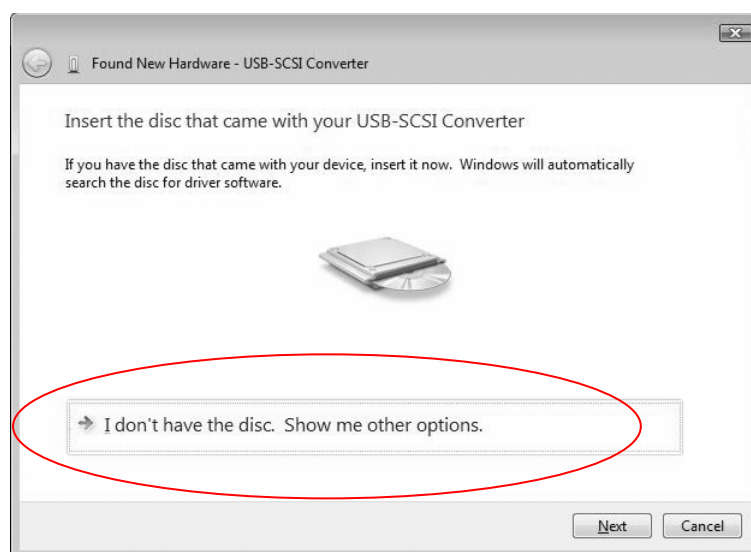 Found New Hardware - USB-SCSI Converter
Insert the disc that came with your USB-SCSI Converter
If you have the disc that came with your device, insert it now. Windows will automatically
search the disc for driver software.
I don't have the disc. Show me other options.
Next Cancel